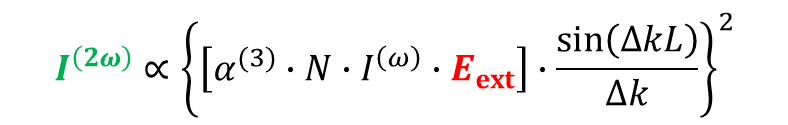 I^(2ω) ∝ {[α^(3) · N · I^(ω) · E_ext] · sin(ΔkL)/Δk}^2